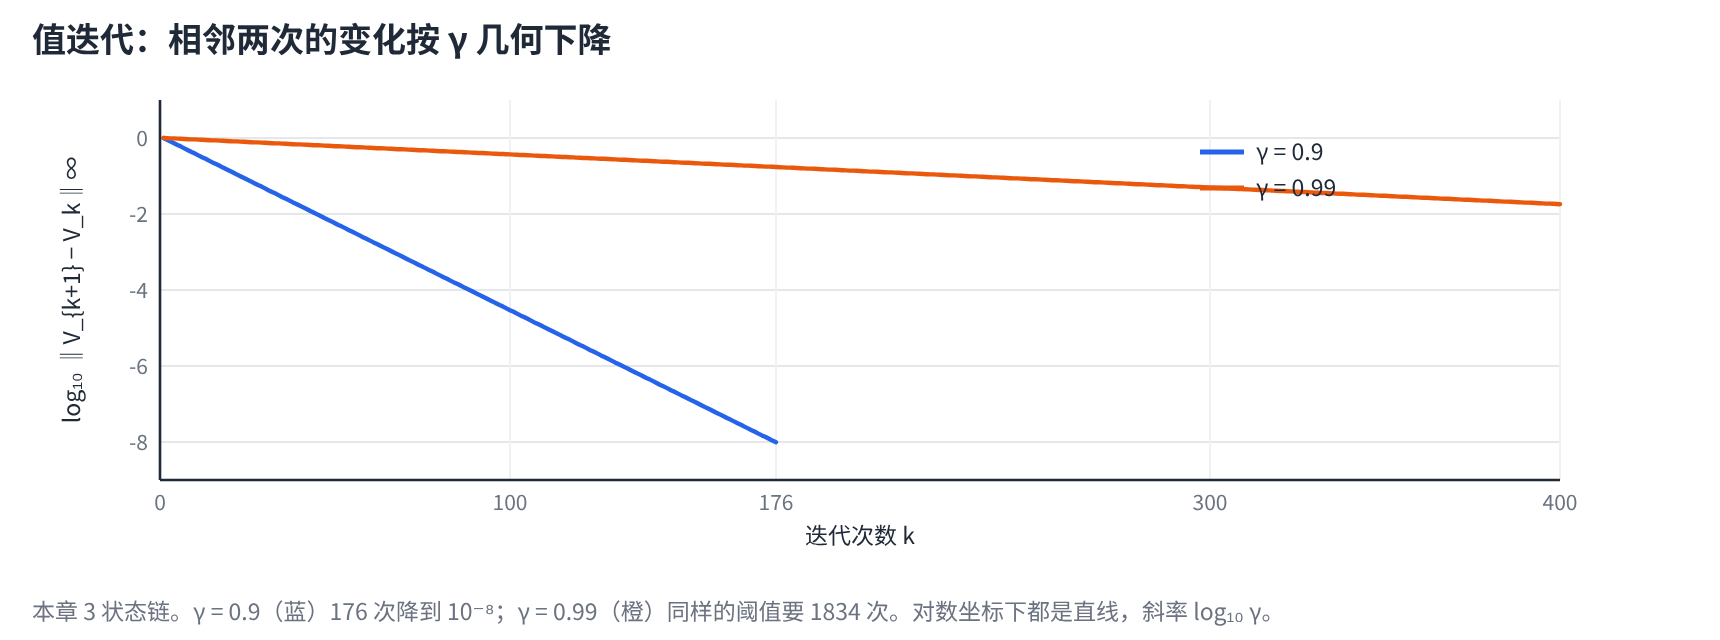 值迭代：相邻两次的变化按 γ 几何下降
0
-2
-4
-6
-8
log₁₀ ‖ V_{k+1} − V_k ‖ ∞
γ = 0.9
γ = 0.99
0 100 176 300 400
迭代次数 k
本章 3 状态链。γ = 0.9（蓝）176 次降到 10⁻⁸；γ = 0.99（橙）同样的阈值要 1834 次。对数坐标下都是直线，斜率 log₁₀ γ。